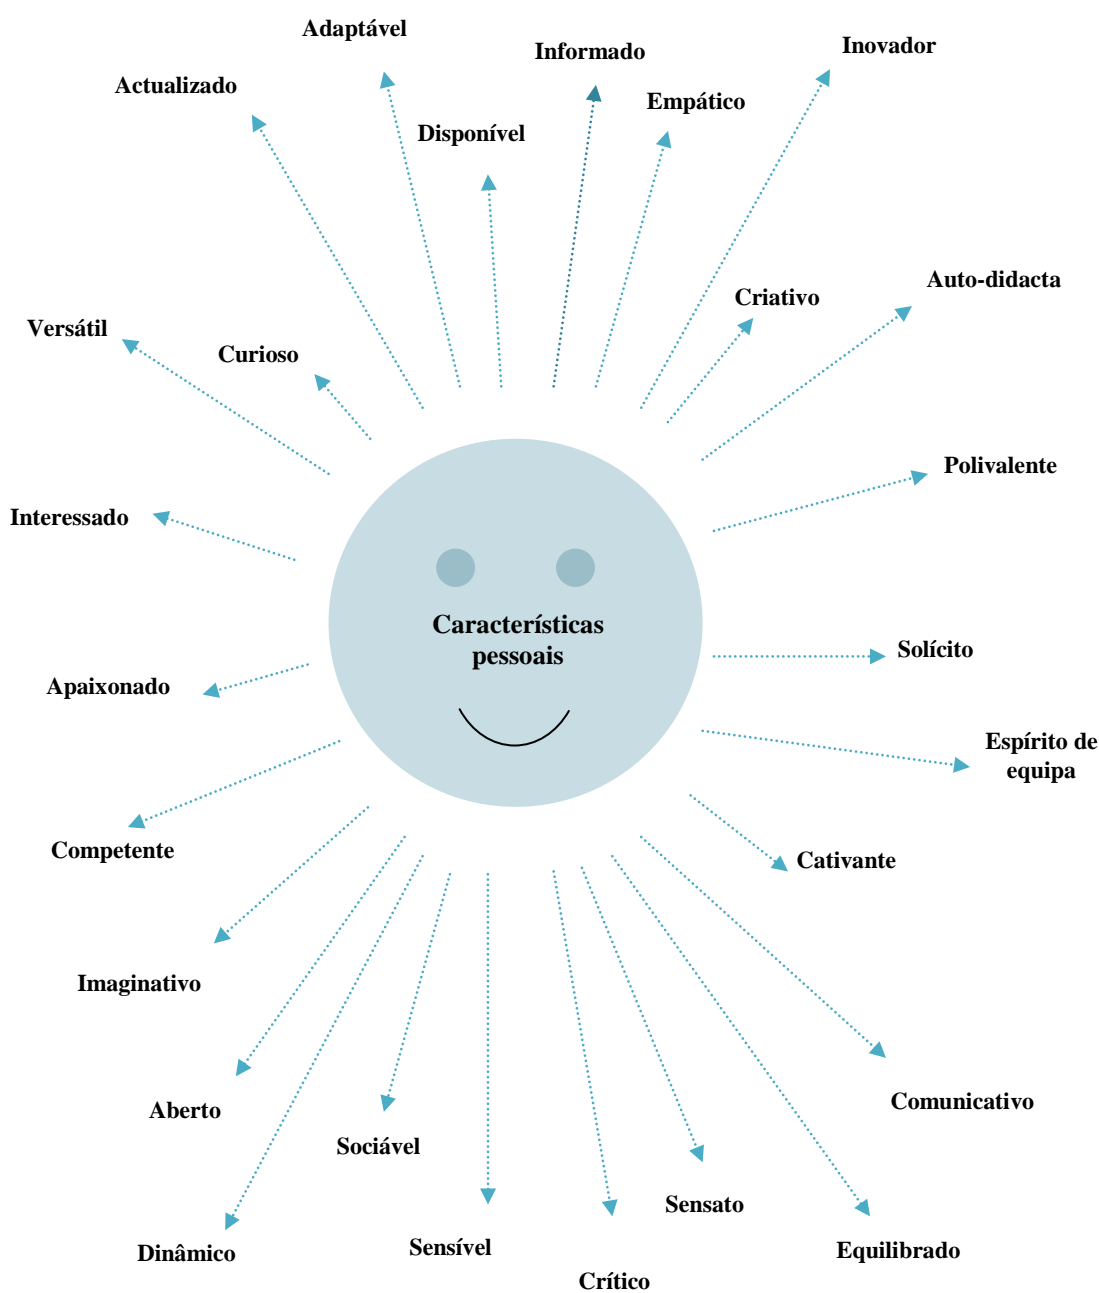 Adaptável
Informado
Inovador
Actualizado
Empático
Disponível
Auto-didacta
Criativo
Versátil
Curioso
Polivalente
Interessado
Características
pessoais
Solícito
Apaixonado
Espírito de
equipa
Competente
Cativante
Imaginativo
Comunicativo
Aberto
Sociável
Sensato
Sensível
Equilibrado
Dinâmico
Crítico